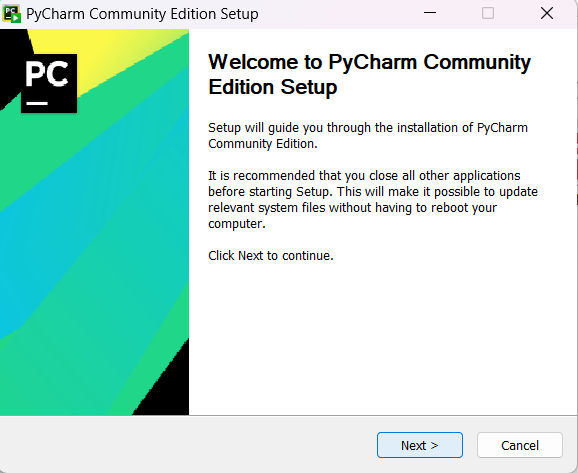 PyCharm Community Edition Setup
PC
Welcome to PyCharm Community
Edition Setup
Setup will guide you through the installation of PyCharm
Community Edition.
It is recommended that you close all other applications
before starting Setup. This will make it possible to update
relevant system files without having to reboot your
computer.
Click Next to continue.
Next >
Cancel